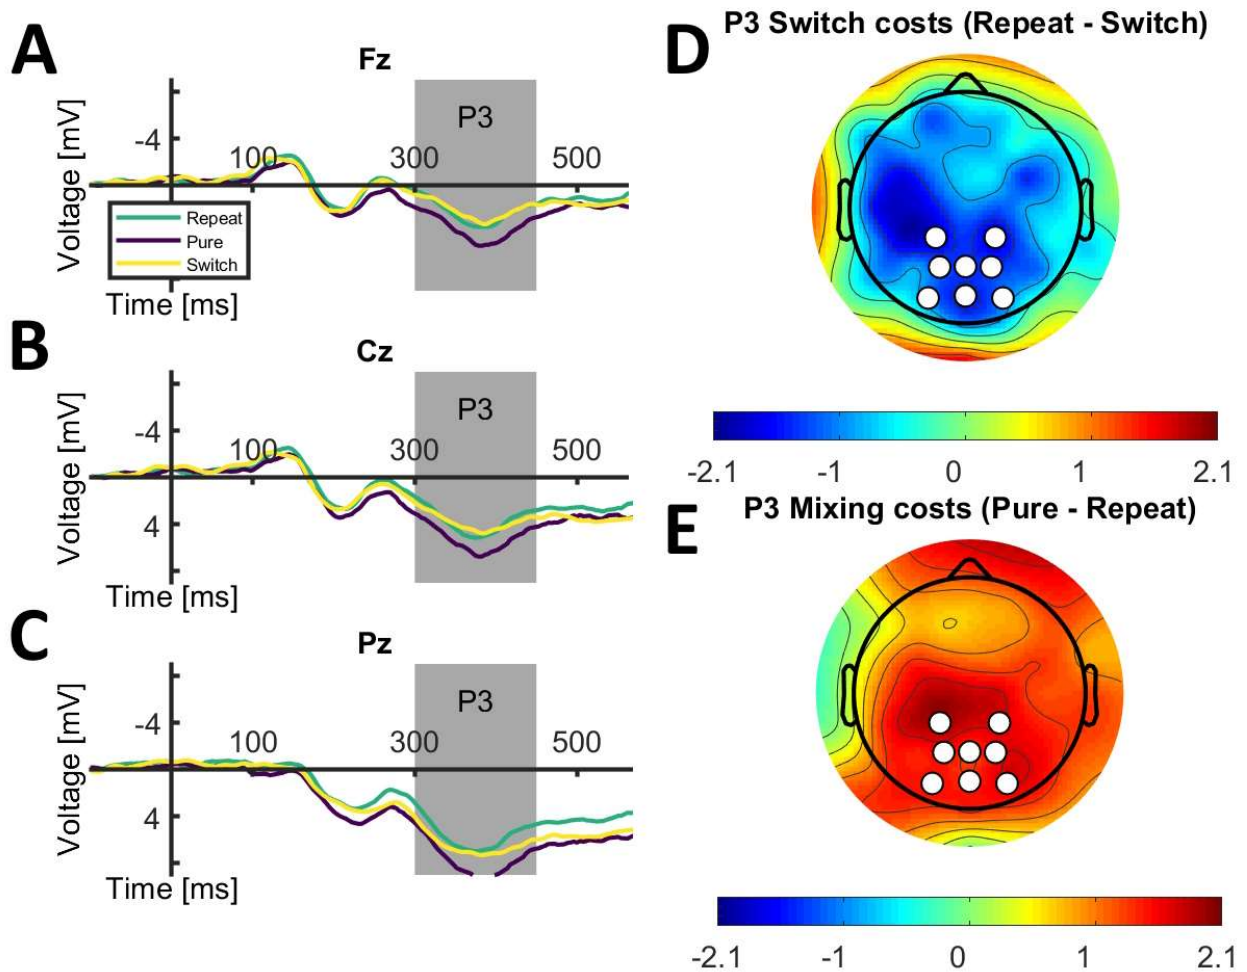 A
Fz
Voltage [mV]
-4
100
300
500
P3
Repeat
Pure
Switch
Time [ms]
B
Cz
Voltage [mV]
-4
4
100
300
500
P3
Time [ms]
C
Pz
Voltage [mV]
-4
4
100
300
500
P3
Time [ms]
D
P3 Switch costs (Repeat - Switch)
-2.1 -1 0 1 2.1
E
P3 Mixing costs (Pure - Repeat)
-2.1 -1 0 1 2.1